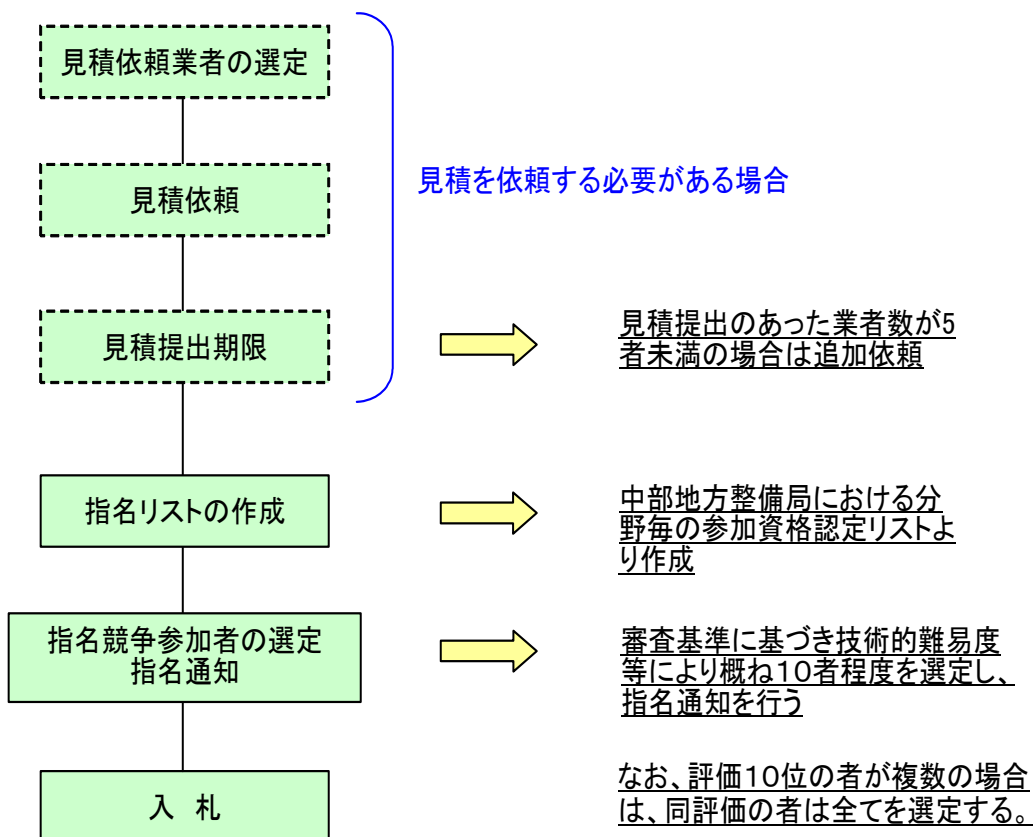 見積依頼業者の選定
見積依頼
見積を依頼する必要がある場合
見積提出期限
見積提出のあった業者数が5
者未満の場合は追加依頼
指名リストの作成
中部地方整備局における分
野毎の参加資格認定リストよ
り作成
指名競争参加者の選定
指名通知
審査基準に基づき技術的難易度
等により概ね１０者程度を選定し、
指名通知を行う
なお、評価１０位の者が複数の場合
は、同評価の者は全てを選定する。
入　札